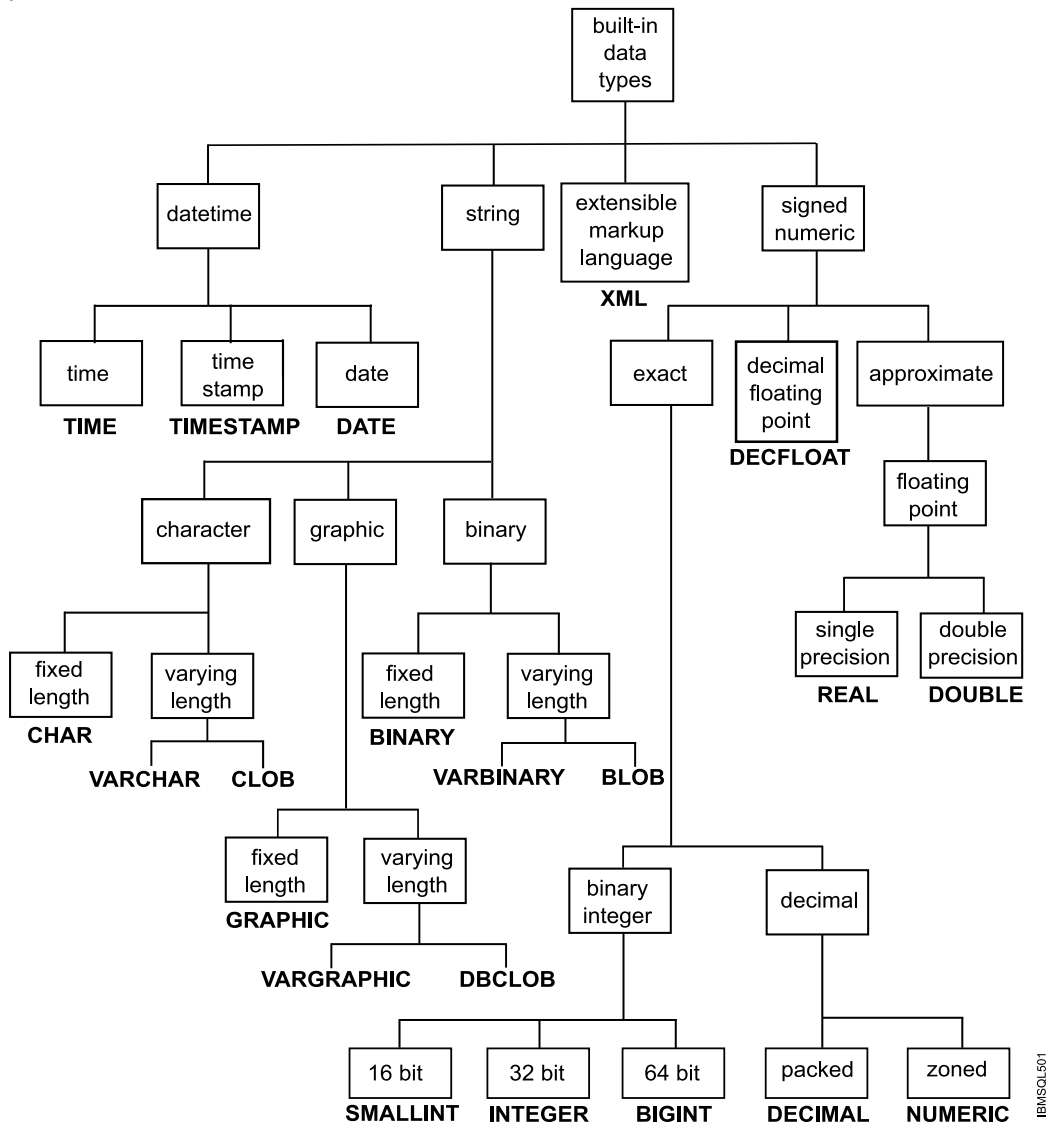 built-in
data
types
datetime
string
extensible
markup
language
XML
signed
numeric
time
TIME
time
stamp
TIMESTAMP
date
DATE
exact
decimal
floating
point
DECFLOAT
approximate
floating
point
character
graphic
binary
single
precision
REAL
double
precision
DOUBLE
fixed
length
CHAR
varying
length
VARCHAR
CLOB
fixed
length
BINARY
varying
length
VARBINARY
BLOB
fixed
length
GRAPHIC
varying
length
VARGRAPHIC
DBCLOB
binary
integer
decimal
16 bit
SMALLINT
32 bit
INTEGER
64 bit
BIGINT
packed
DECIMAL
zoned
NUMERIC
IBMSQL501